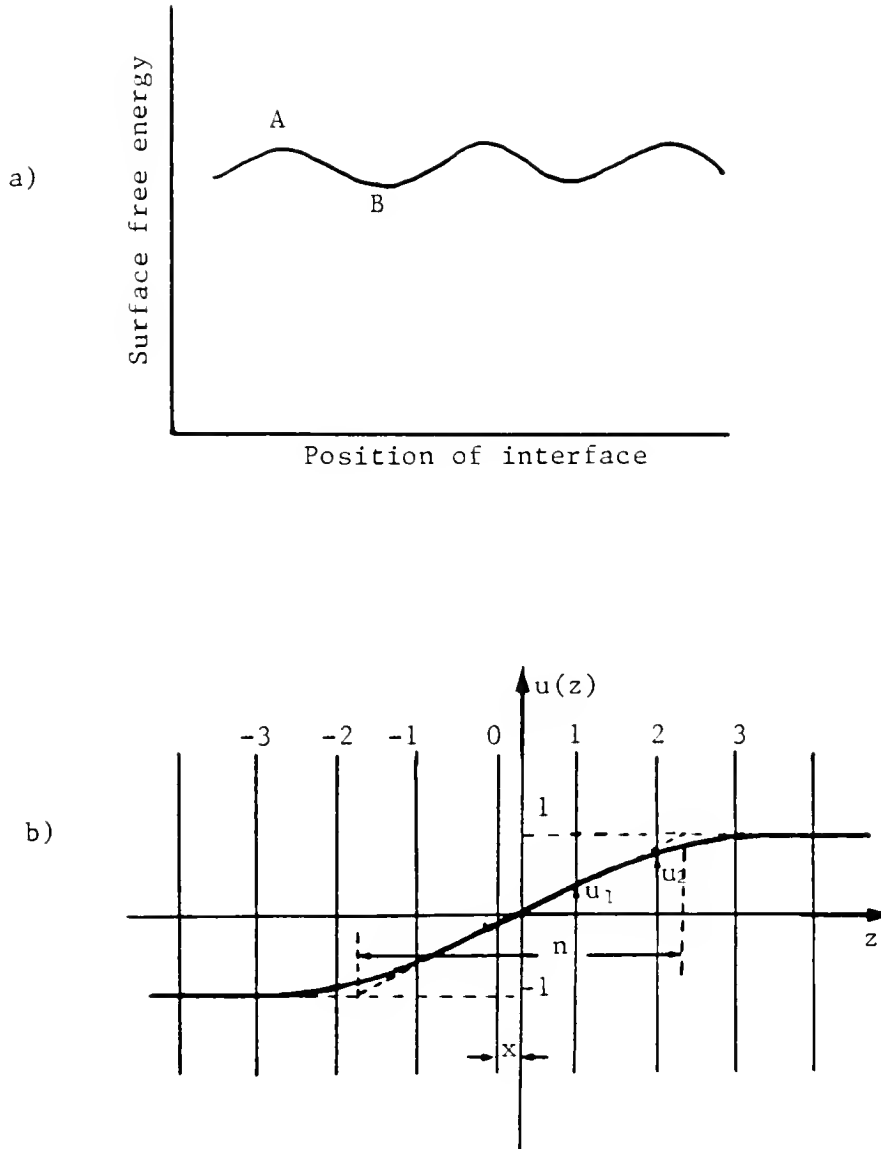 a)
Surface free energy
A
B
Position of interface
b)
u(z)
-3 -2 -1 0 1 2 3
1
u2
u1
z
n
-1
x